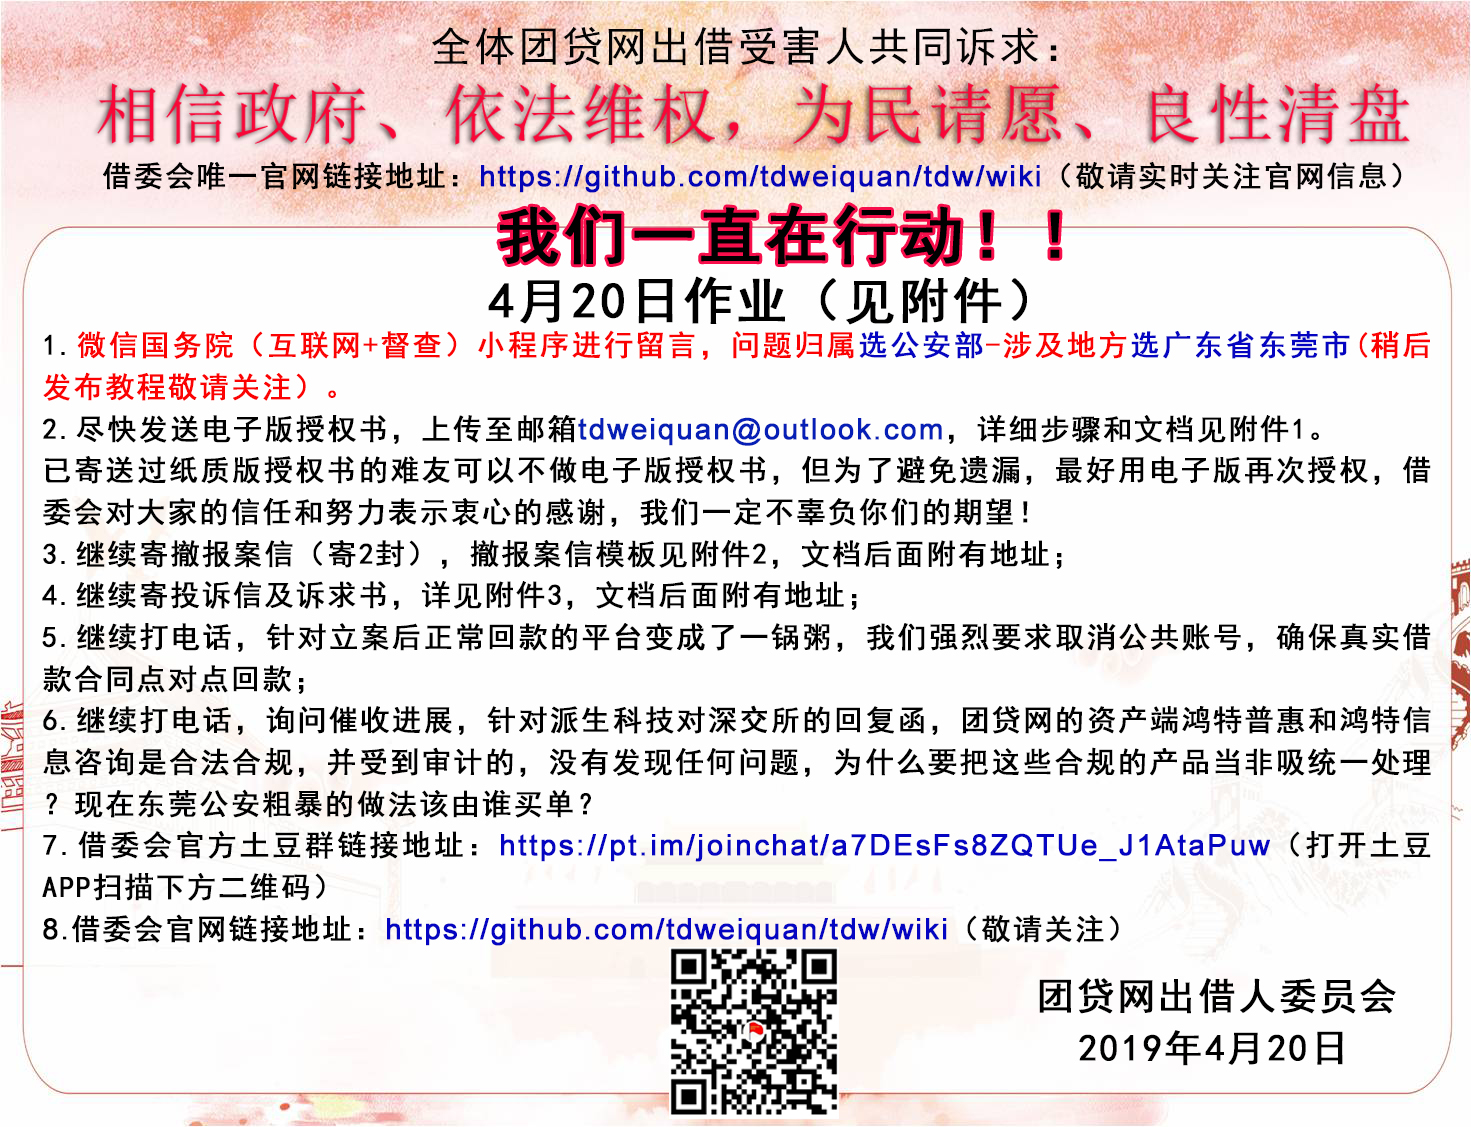 全体团贷网出借受害人共同诉求：
相信政府、依法维权，为民请愿、良性清盘
借委会唯一官网链接地址：https://github.com/tdweiquan/tdw/wiki（敬请实时关注官网信息）
我们一直在行动！！
4月20日作业（见附件）
1.微信国务院（互联网+督查）小程序进行留言，问题归属选公安部-涉及地方选广东省东莞市(稍后
发布教程敬请关注）。
2.尽快发送电子版授权书，上传至邮箱tdweiquan@outlook.com，详细步骤和文档见附件1。
已寄送过纸质版授权书的难友可以不做电子版授权书，但为了避免遗漏，最好用电子版再次授权，借
委会对大家的信任和努力表示衷心的感谢，我们一定不辜负你们的期望！
3.继续寄撤报案信（寄2封），撤报案信模板见附件2，文档后面附有地址；
4.继续寄投诉信及诉求书，详见附件3，文档后面附有地址；
5.继续打电话，针对立案后正常回款的平台变成了一锅粥，我们强烈要求取消公共账号，确保真实借
款合同点对点回款；
6.继续打电话，询问催收进展，针对派生科技对深交所的回复函，团贷网的资产端鸿特普惠和鸿特信
息咨询是合法合规，并受到审计的，没有发现任何问题，为什么要把这些合规的产品当非吸统一处理
？现在东莞公安粗暴的做法该由谁买单？
7.借委会官方土豆群链接地址：https://pt.im/joinchat/a7DEsFs8ZQTUe_J1AtaPuw（打开土豆
APP扫描下方二维码）
8.借委会官网链接地址：https://github.com/tdweiquan/tdw/wiki（敬请关注）
团贷网出借人委员会
2019年4月20日